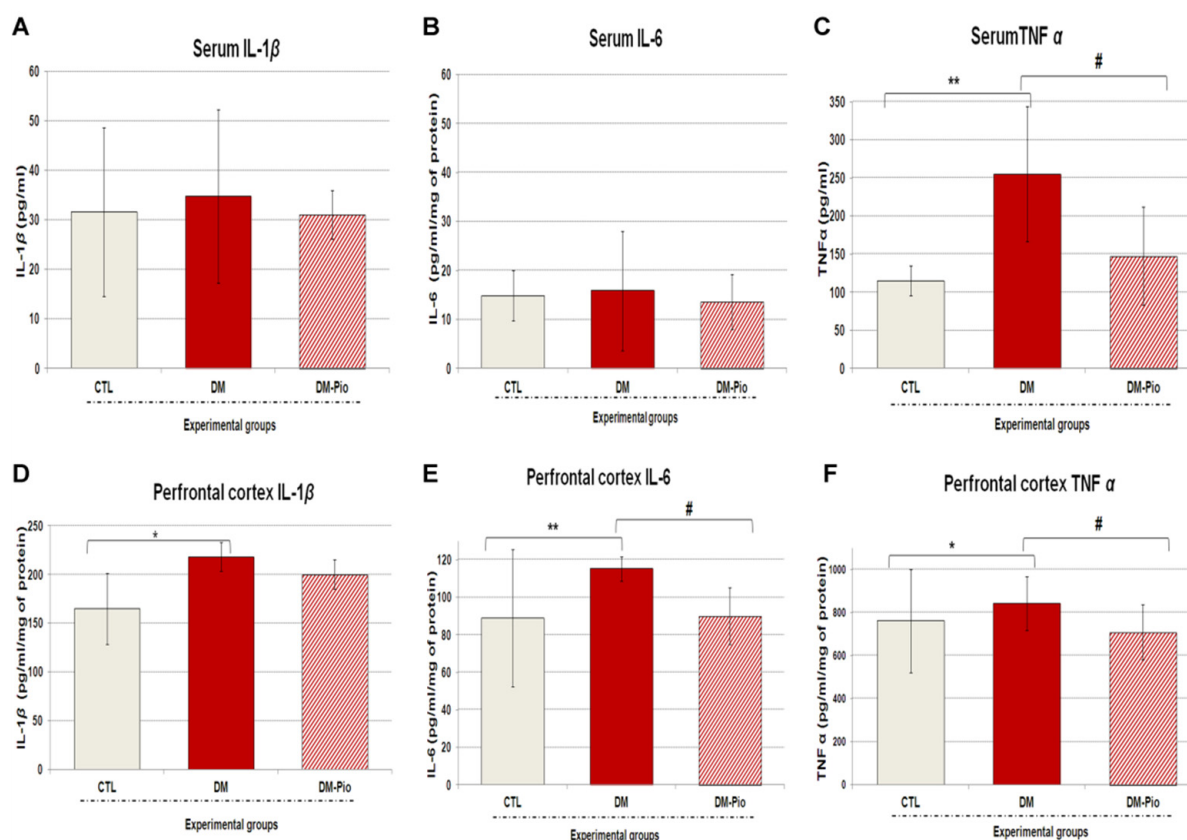 A
Serum IL-1β
IL-1β (pg/ml)
60
50
40
30
20
10
0
CTL DM DM-Pio
Experimental groups
B
Serum IL-6
IL-6 (pg/ml/mg of protein)
60
50
40
30
20
10
0
CTL DM DM-Pio
Experimental groups
C
SerumTNF α
** #
TNFα (pg/ml)
350
300
250
200
150
100
50
0
CTL DM DM-Pio
Experimental groups
D
Perfrontal cortex IL-1β
*
IL-1β (pg/ml/mg of protein)
250
200
150
100
50
0
CTL DM DM-Pio
Experimental groups
E
Perfrontal cortex IL-6
** #
IL-6 (pg/ml/mg of protein)
120
100
80
60
40
20
0
CTL DM DM-Pio
Experimental groups
F
Perfrontal cortex TNF α
* #
TNF α (pg/ml/mg of protein)
1000
800
600
400
200
0
CTL DM DM-Pio
Experimental groups